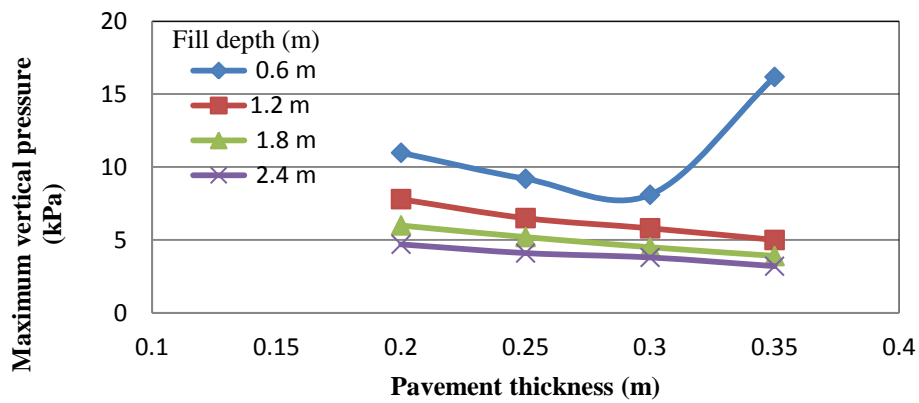 20
15
10
5
0
Maximum vertical pressure
(kPa)
Fill depth (m)
0.6 m
1.2 m
1.8 m
2.4 m
0.1 0.15 0.2 0.25 0.3 0.35 0.4
Pavement thickness (m)